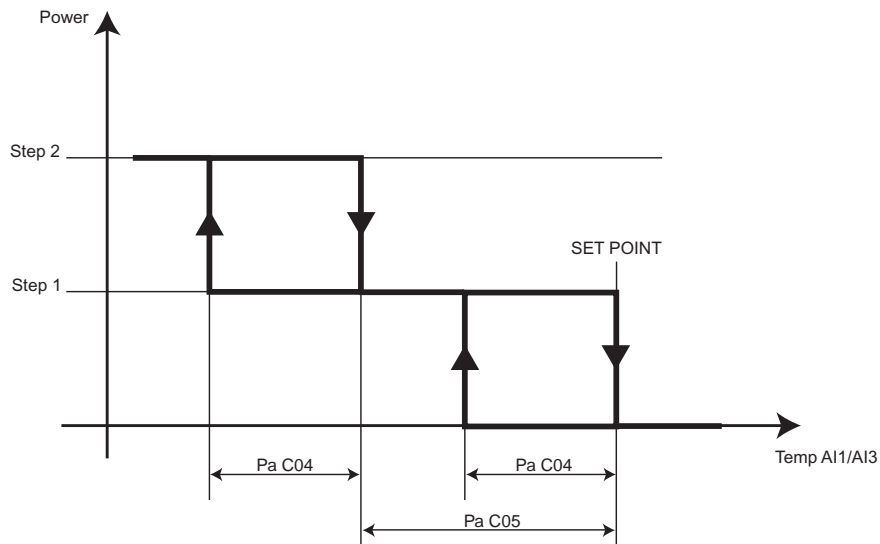 Power
Step 2
SET POINT
Step 1
Temp AI1/AI3
Pa C04
Pa C04
Pa C05